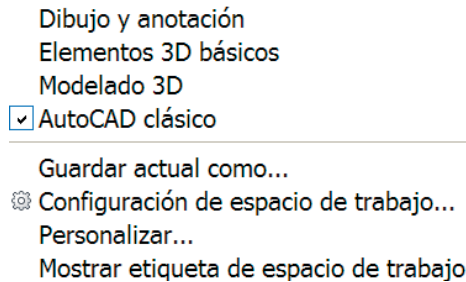 Dibujo y anotación
Elementos 3D básicos
Modelado 3D
AutoCAD clásico
Guardar actual como...
Configuración de espacio de trabajo...
Personalizar...
Mostrar etiqueta de espacio de trabajo